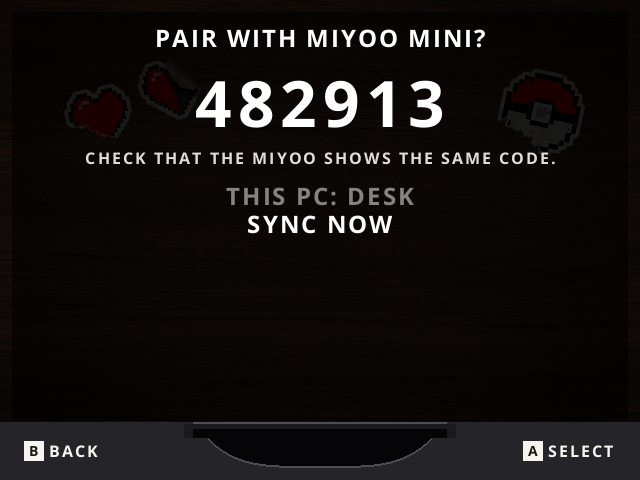 PAIR WITH MIYOO MINI?
482913
CHECK THAT THE MIYOO SHOWS THE SAME CODE.
THIS PC: DESK
SYNC NOW
B BACK
A SELECT